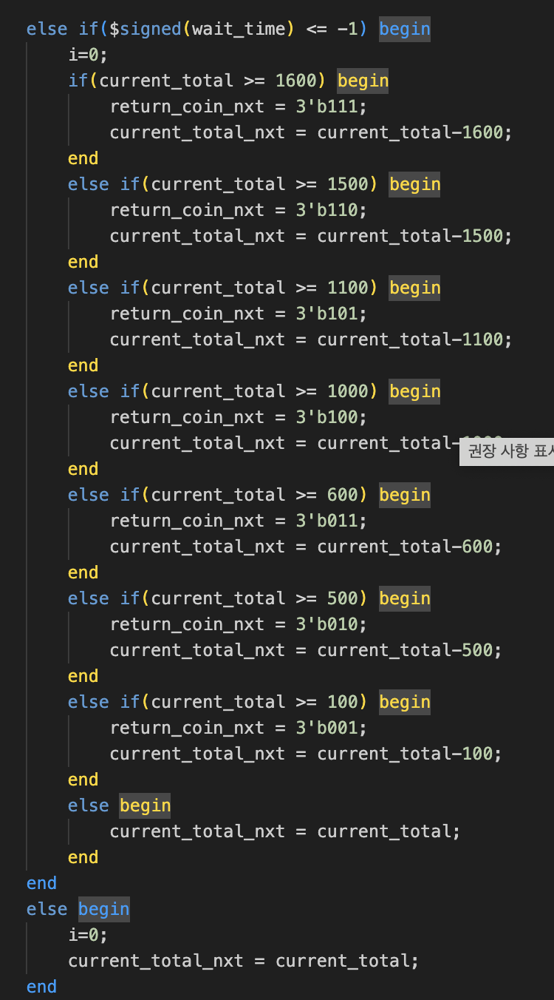 else if($signed(wait_time) <= -1) begin
i=0;
if(current_total >= 1600) begin
return_coin_nxt = 3'b111;
current_total_nxt = current_total-1600;
end
else if(current_total >= 1500) begin
return_coin_nxt = 3'b110;
current_total_nxt = current_total-1500;
end
else if(current_total >= 1100) begin
return_coin_nxt = 3'b101;
current_total_nxt = current_total-1100;
end
else if(current_total >= 1000) begin
return_coin_nxt = 3'b100;
current_total_nxt = current_total-
권장 사항 표시
end
else if(current_total >= 600) begin
return_coin_nxt = 3'b011;
current_total_nxt = current_total-600;
end
else if(current_total >= 500) begin
return_coin_nxt = 3'b010;
current_total_nxt = current_total-500;
end
else if(current_total >= 100) begin
return_coin_nxt = 3'b001;
current_total_nxt = current_total-100;
end
else begin
current_total_nxt = current_total;
end
end
else begin
i=0;
current_total_nxt = current_total;
end